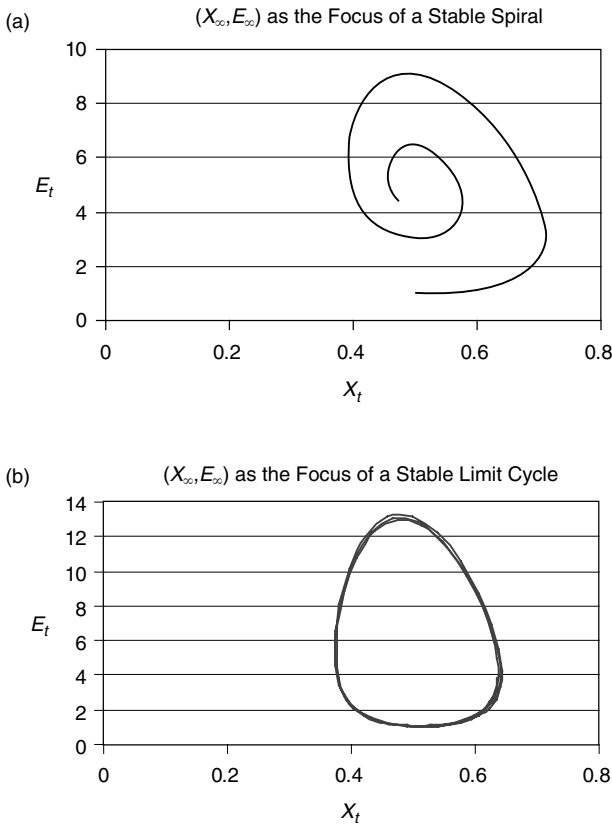 (a)
(X∞,E∞) as the Focus of a Stable Spiral
10
8
6
4
2
0
Et
0 0.2 0.4 0.6 0.8
Xt
(b)
(X∞,E∞) as the Focus of a Stable Limit Cycle
14
12
10
8
6
4
2
0
Et
0 0.2 0.4 0.6 0.8
Xt